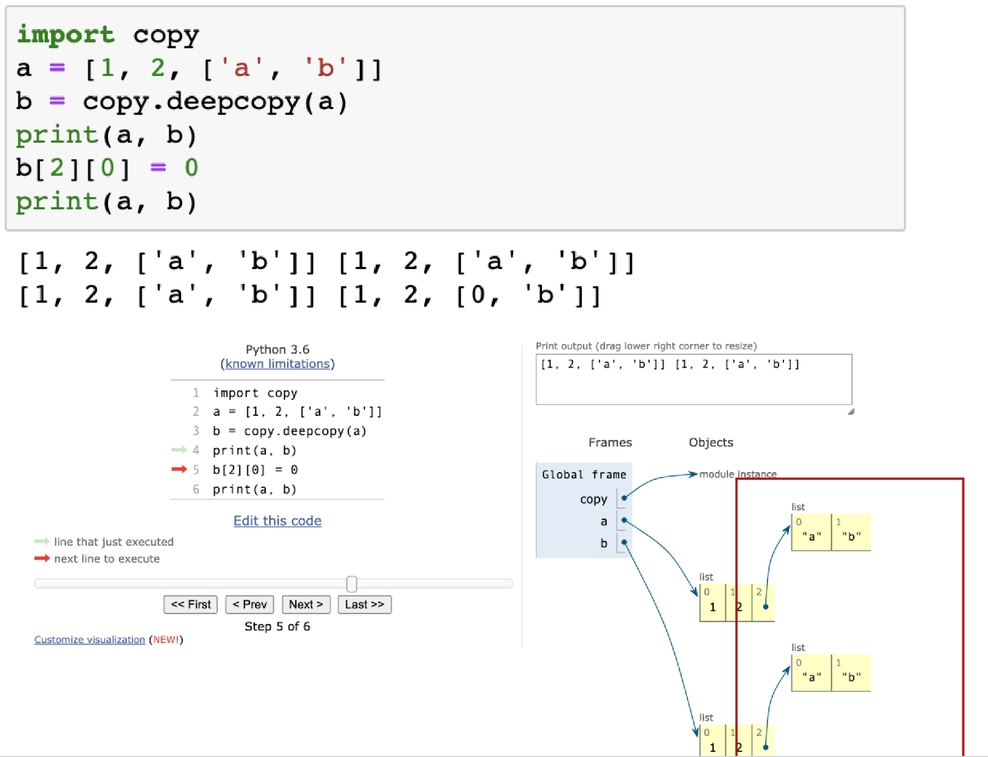 import copy
a = [1, 2, ['a', 'b']]
b = copy.deepcopy(a)
print(a, b)
b[2][0] = 0
print(a, b)
[1, 2, ['a', 'b']] [1, 2, ['a', 'b']]
[1, 2, ['a', 'b']] [1, 2, [0, 'b']]
Python 3.6
(known limitations)
1 import copy
2 a = [1, 2, ['a', 'b']]
3 b = copy.deepcopy(a)
4 print(a, b)
5 b[2][0] = 0
6 print(a, b)
Edit this code
line that just executed
next line to execute
<< First < Prev Next > Last >>
Step 5 of 6
Customize visualization (NEW!)
Print output (drag lower right corner to resize)
[1, 2, ['a', 'b']] [1, 2, ['a', 'b']]
Frames Objects
Global frame
copy
a
b
module instance
list
0 1
"a" "b"
list
0 1 2
1 2
list
0 1
"a" "b"
list
0 1 2
1 2